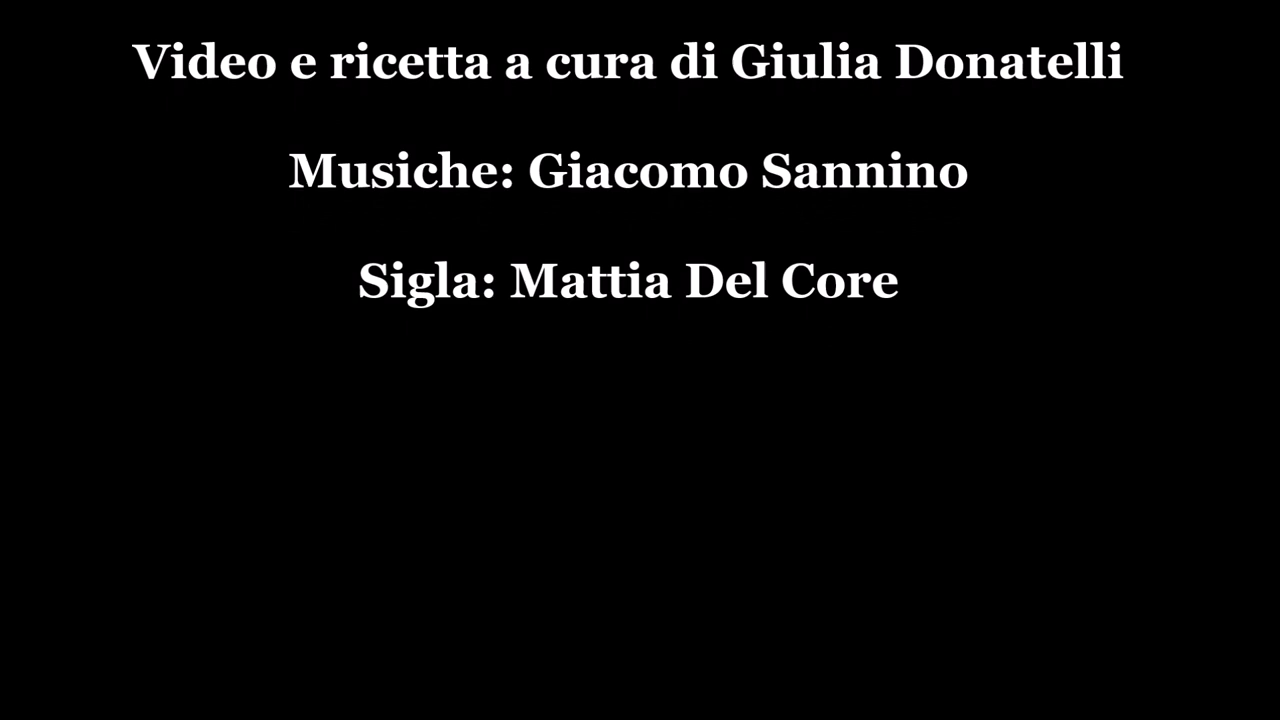 Video e ricetta a cura di Giulia Donatelli
Musiche: Giacomo Sannino
Sigla: Mattia Del Core